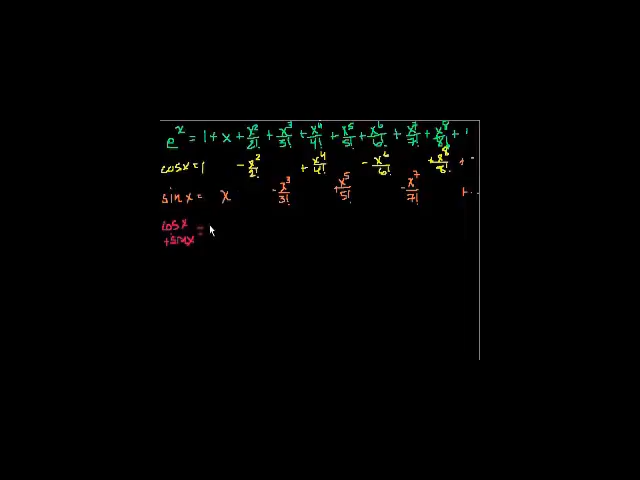 e^x = 1 + x + x²/2! + x³/3! + x⁴/4! + x⁵/5! + x⁶/6! + x⁷/7! + x⁸/8! +
cos x = 1 - x²/2! + x⁴/4! - x⁶/6! + x⁸/8! + ...
sin x = x - x³/3! + x⁵/5! - x⁷/7! + ...
cos x
+ sin x =